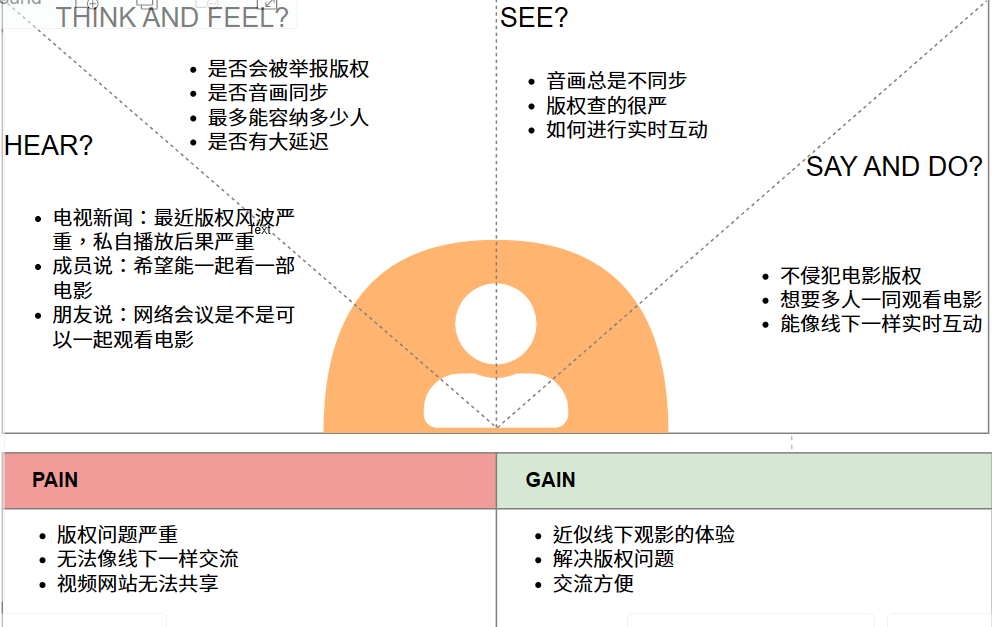 THINK AND FEEL?
是否会被举报版权
是否音画同步
最多能容纳多少人
是否有大延迟
SEE?
音画总是不同步
版权查的很严
如何进行实时互动
HEAR?
电视新闻：最近版权风波严
重，私自播放后果严重
成员说：希望能一起看一部
电影
朋友说：网络会议是不是可
以一起观看电影
Text
SAY AND DO?
不侵犯电影版权
想要多人一同观看电影
能像线下一样实时互动
PAIN
版权问题严重
无法像线下一样交流
视频网站无法共享
GAIN
近似线下观影的体验
解决版权问题
交流方便